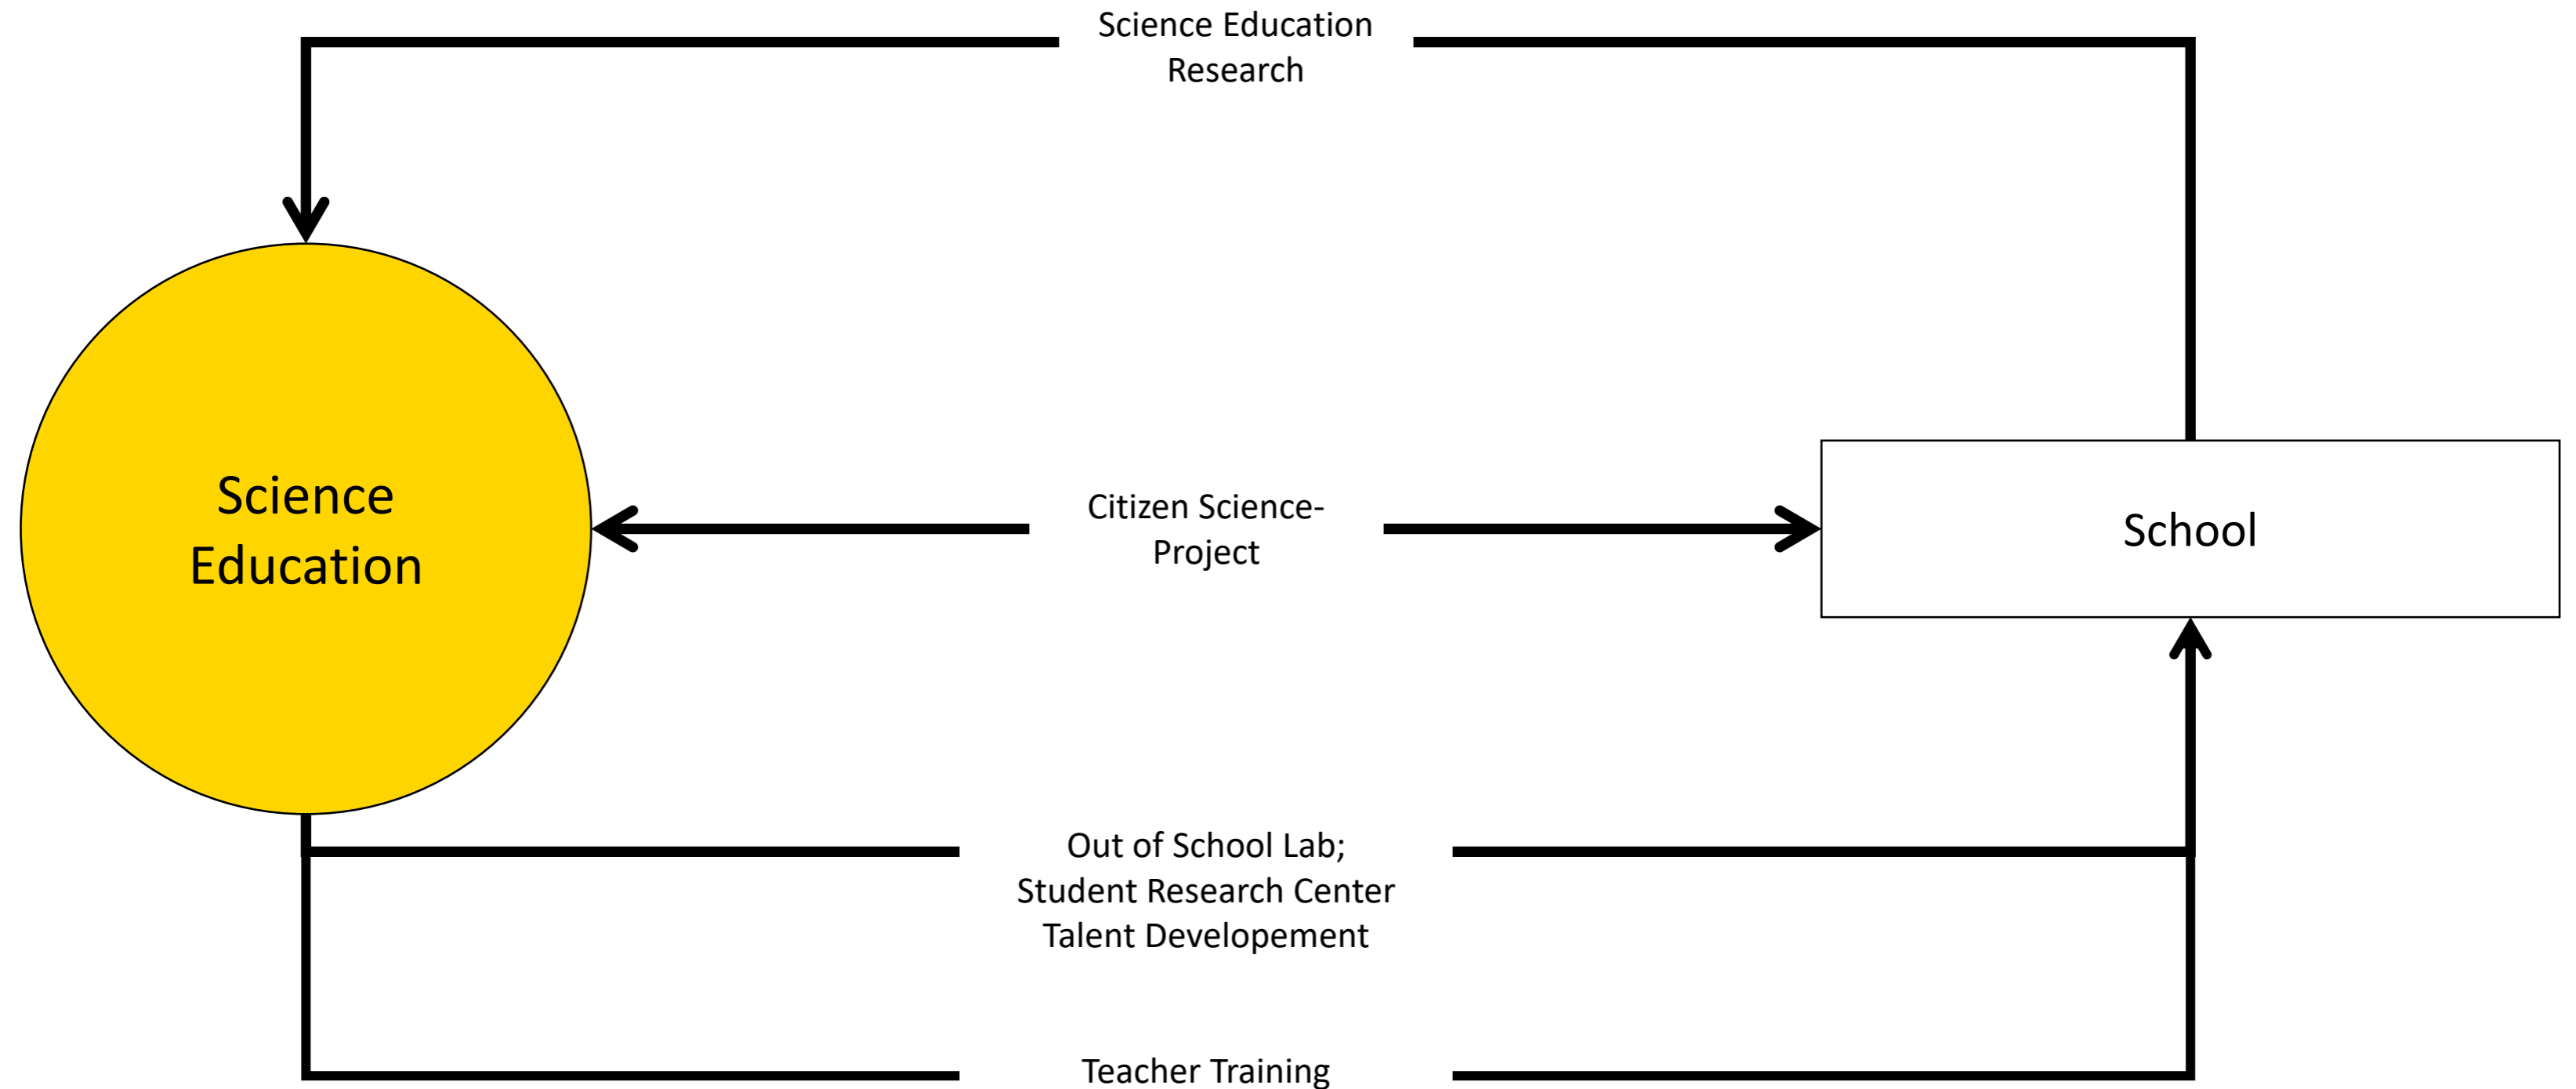 Science Education
Research
Science
Education
Citizen Science-
Project
School
Out of School Lab;
Student Research Center
Talent Developement
Teacher Training